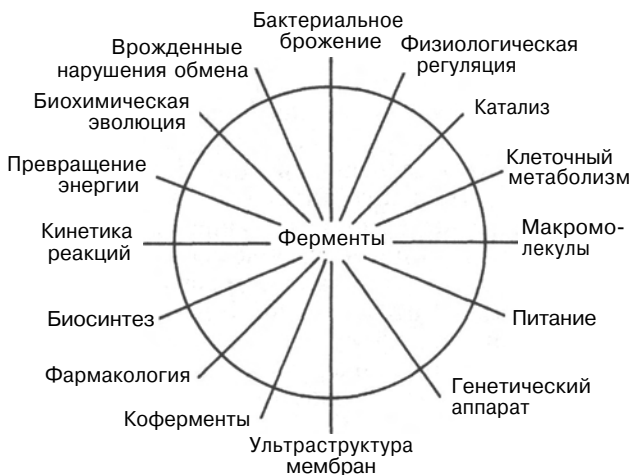 Бактериальное
брожение
Физиологическая
регуляция
Катализ
Клеточный
метаболизм
Макромо-
лекулы
Питание
Генетический
аппарат
Ультраструктура
мембран
Коферменты
Фармакология
Биосинтез
Кинетика
реакций
Превращение
энергии
Биохимическая
эволюция
Врожденные
нарушения обмена
Ферменты